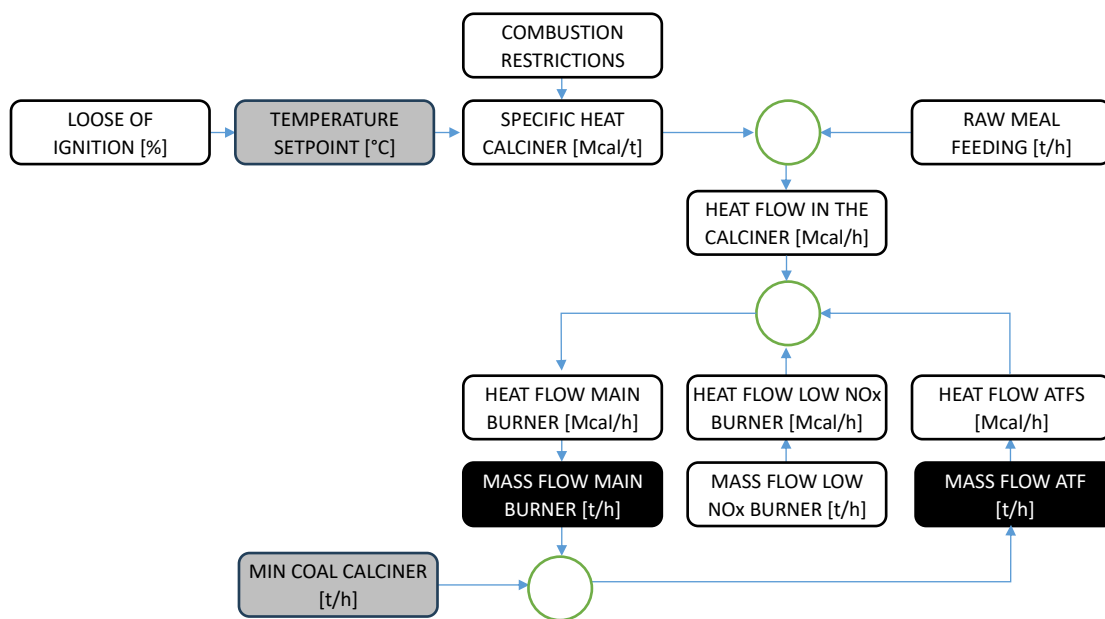 COMBUSTION
RESTRICTIONS
LOOSE OF
IGNITION [%]
TEMPERATURE
SETPOINT [°C]
SPECIFIC HEAT
CALCINER [Mcal/t]
RAW MEAL
FEEDING [t/h]
HEAT FLOW IN THE
CALCINER [Mcal/h]
HEAT FLOW MAIN
BURNER [Mcal/h]
HEAT FLOW LOW NOx
BURNER [Mcal/h]
HEAT FLOW ATFS
[Mcal/h]
MASS FLOW MAIN
BURNER [t/h]
MASS FLOW LOW
NOx BURNER [t/h]
MASS FLOW ATF
[t/h]
MIN COAL CALCINER
[t/h]